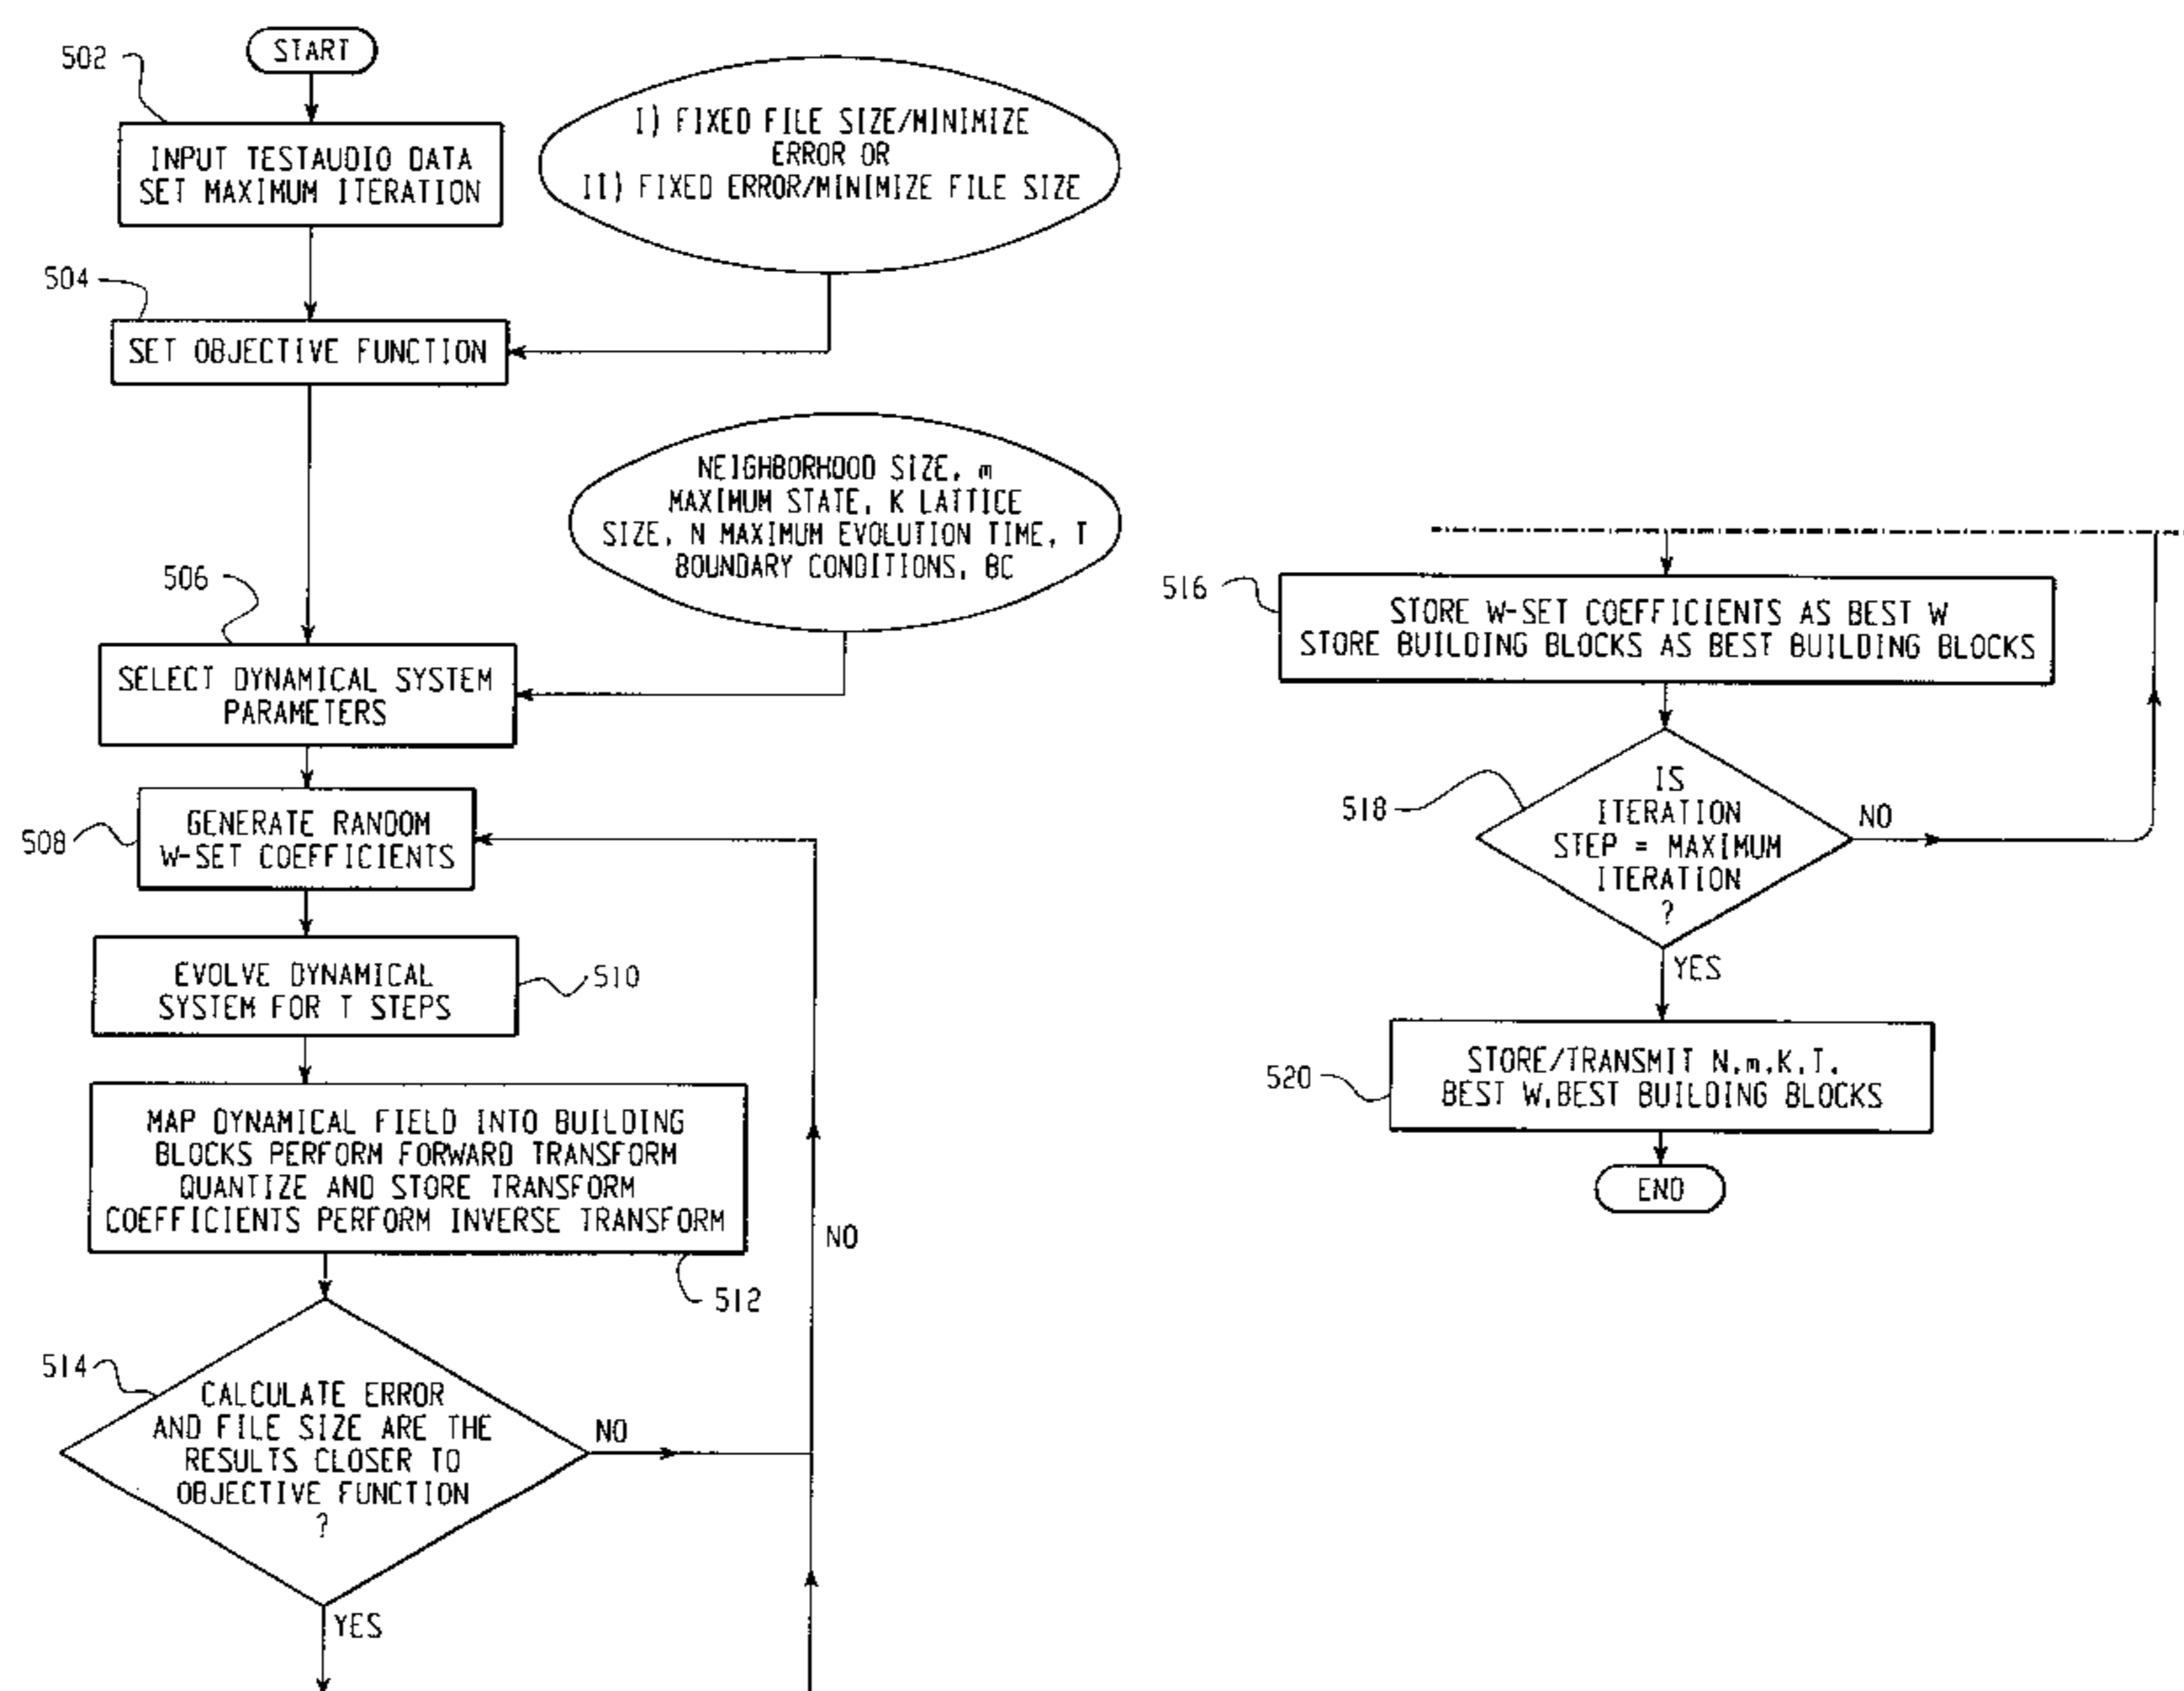 START
502
INPUT TESTAUDIO DATA
SET MAXIMUM ITERATION
I) FIXED FILE SIZE/MINIMIZE
ERROR OR
II) FIXED ERROR/MINIMIZE FILE SIZE
504
SET OBJECTIVE FUNCTION
NEIGHBORHOOD SIZE, m
MAXIMUM STATE, K LATTICE
SIZE, N MAXIMUM EVOLUTION TIME, T
BOUNDARY CONDITIONS, BC
506
SELECT DYNAMICAL SYSTEM
PARAMETERS
508
GENERATE RANDOM
W-SET COEFFICIENTS
EVOLVE DYNAMICAL
SYSTEM FOR T STEPS
510
MAP DYNAMICAL FIELD INTO BUILDING
BLOCKS PERFORM FORWARD TRANSFORM
QUANTIZE AND STORE TRANSFORM
COEFFICIENTS PERFORM INVERSE TRANSFORM
512
NO
514
CALCULATE ERROR
AND FILE SIZE ARE THE
RESULTS CLOSER TO
OBJECTIVE FUNCTION
?
NO
YES
516
STORE W-SET COEFFICIENTS AS BEST W
STORE BUILDING BLOCKS AS BEST BUILDING BLOCKS
518
IS
ITERATION
STEP = MAXIMUM
ITERATION
?
NO
YES
520
STORE/TRANSMIT N,m,K,T,
BEST W,BEST BUILDING BLOCKS
END